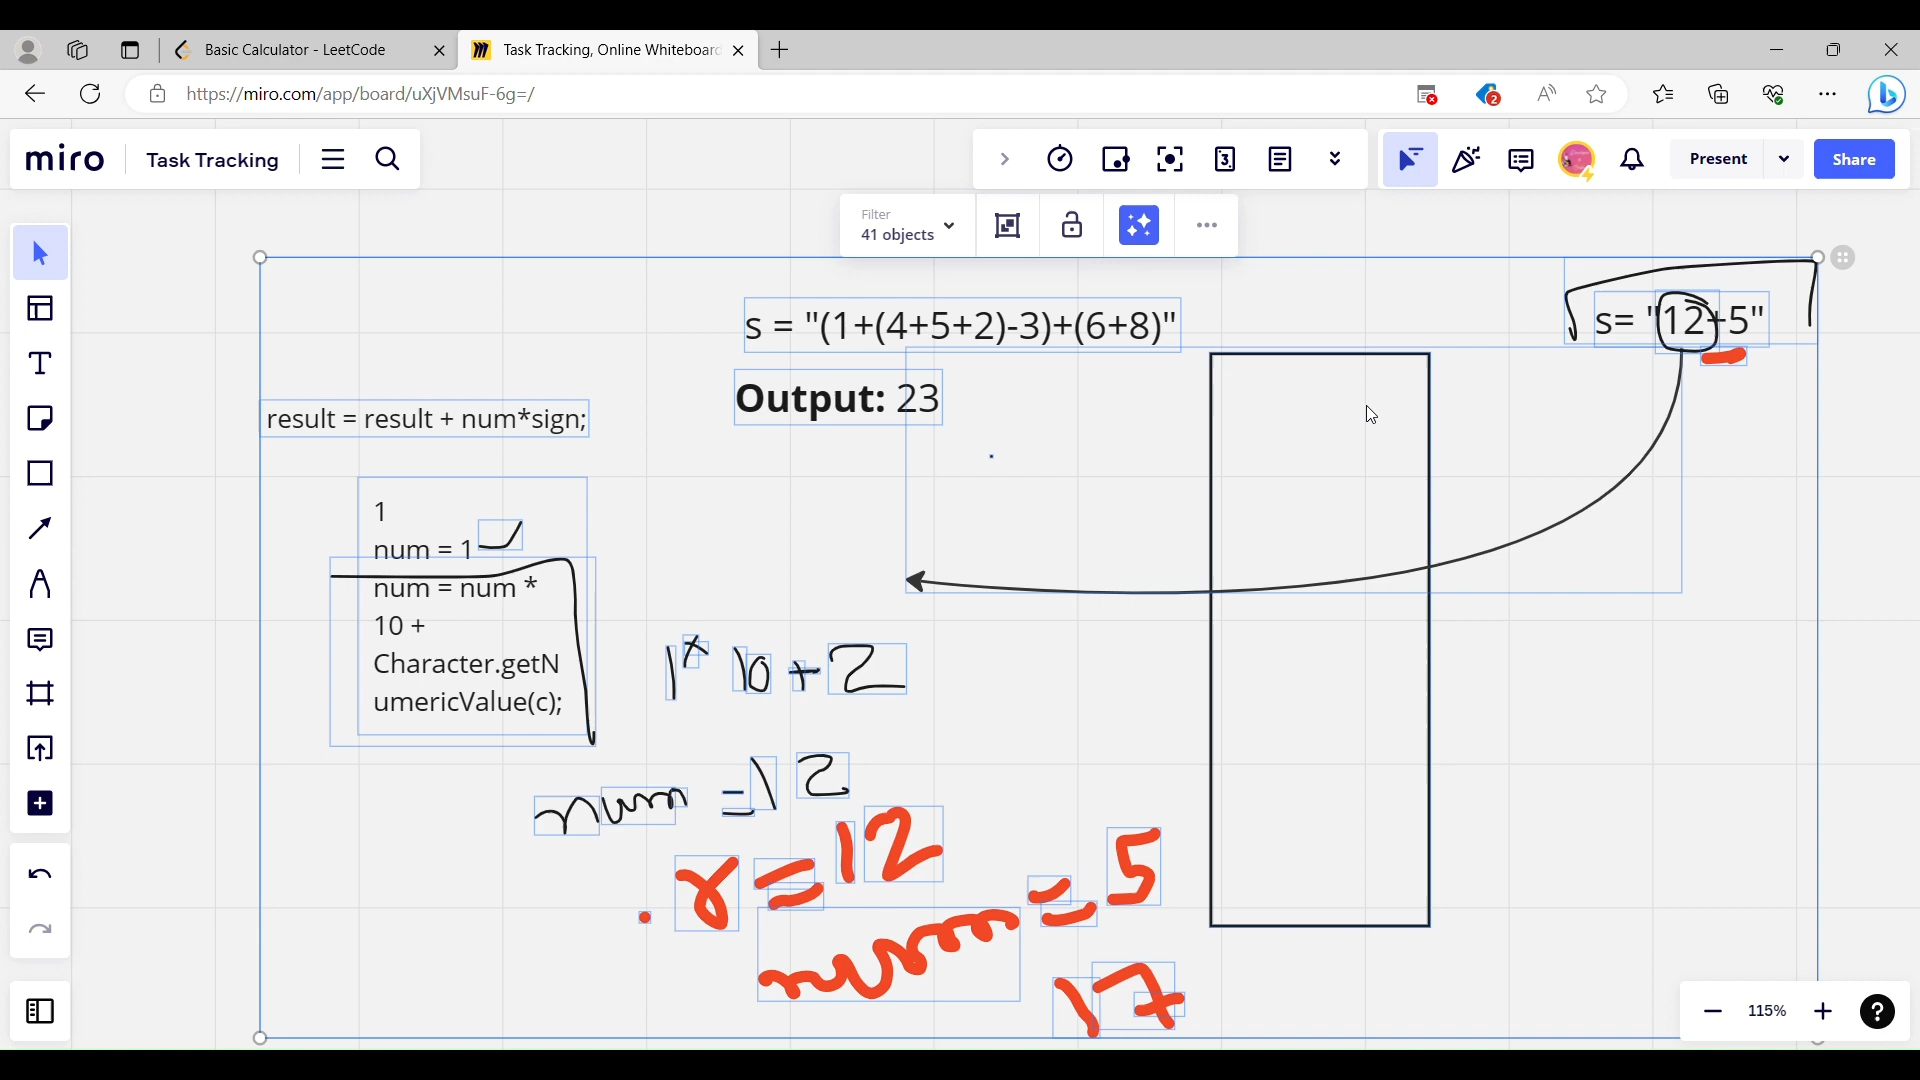 Basic Calculator - LeetCode
Task Tracking, Online Whiteboard
https://miro.com/app/board/uXjVMsuF-6g=/
2
miro
Task Tracking
3
Present
Share
Filter
41 objects
s = "(1+(4+5+2)-3)+(6+8)"
s= "12+5"
Output: 23
result = result + num*sign;
1
num = 1
num = num *
10 +
Character.getN
umericValue(c);
1* 10+2
num =12
r=12
num=5
17
115%
?